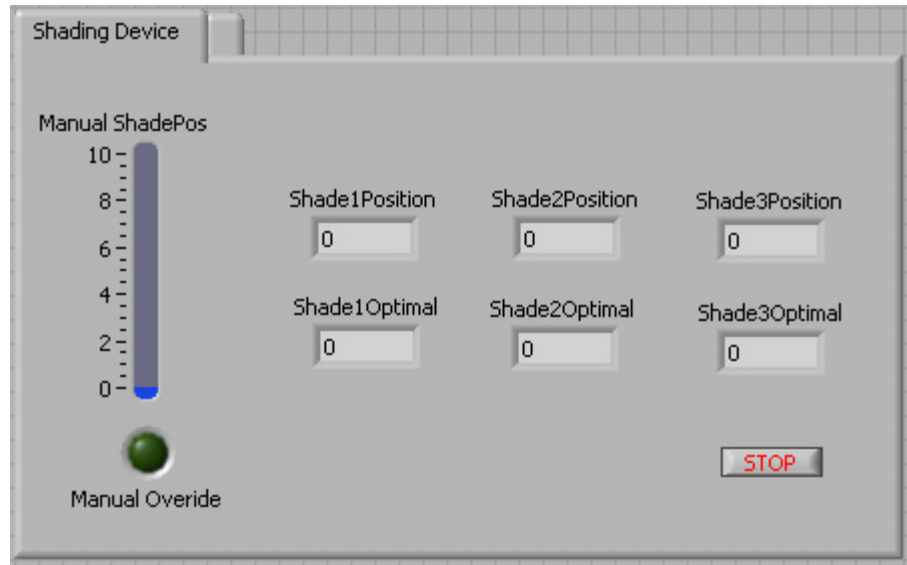 Shading Device
Manual ShadePos
10
8
6
4
2
0
Manual Overide
Shade1Position Shade2Position Shade3Position
0 0 0
Shade1Optimal Shade2Optimal Shade3Optimal
0 0 0
STOP